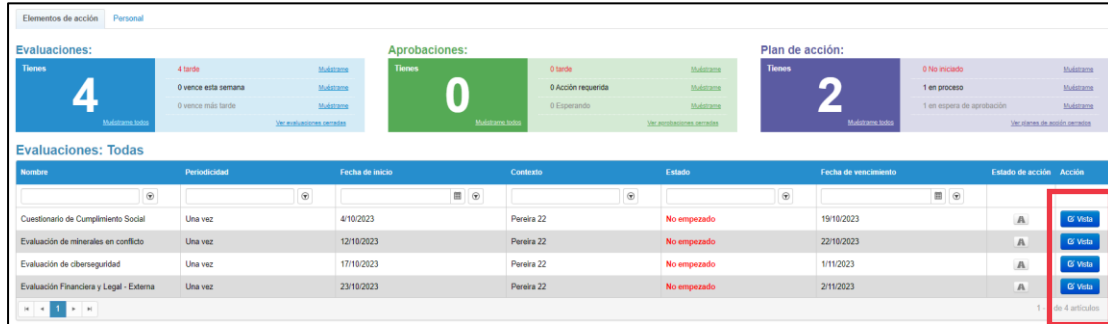 Elementos de acción Personal
Evaluaciones: Aprobaciones: Plan de acción:
Tienes 4 tarde Muéstrame Tienes 0 tarde Muéstrame Tienes 0 No iniciado Muéstrame
4 0 vence esta semana Muéstrame 0 0 Acción requerida Muéstrame 2 1 en proceso Muéstrame
0 vence más tarde Muéstrame 0 Esperando Muéstrame 1 en espera de aprobación Muéstrame
Muéstrame todos Ver evaluaciones cerradas Muéstrame todos Ver aprobaciones cerradas Muéstrame todos Ver planes de acción cerrados
Evaluaciones: Todas
Nombre Periodicidad Fecha de inicio Contexto Estado Fecha de vencimiento Estado de acción Acción
Cuestionario de Cumplimiento Social Una vez 4/10/2023 Pereira 22 No empezado 19/10/2023 Vista
Evaluación de minerales en conflicto Una vez 12/10/2023 Pereira 22 No empezado 22/10/2023 Vista
Evaluación de ciberseguridad Una vez 17/10/2023 Pereira 22 No empezado 1/11/2023 Vista
Evaluación Financiera y Legal - Externa Una vez 23/10/2023 Pereira 22 No empezado 2/11/2023 Vista
1 1 - de 4 artículos